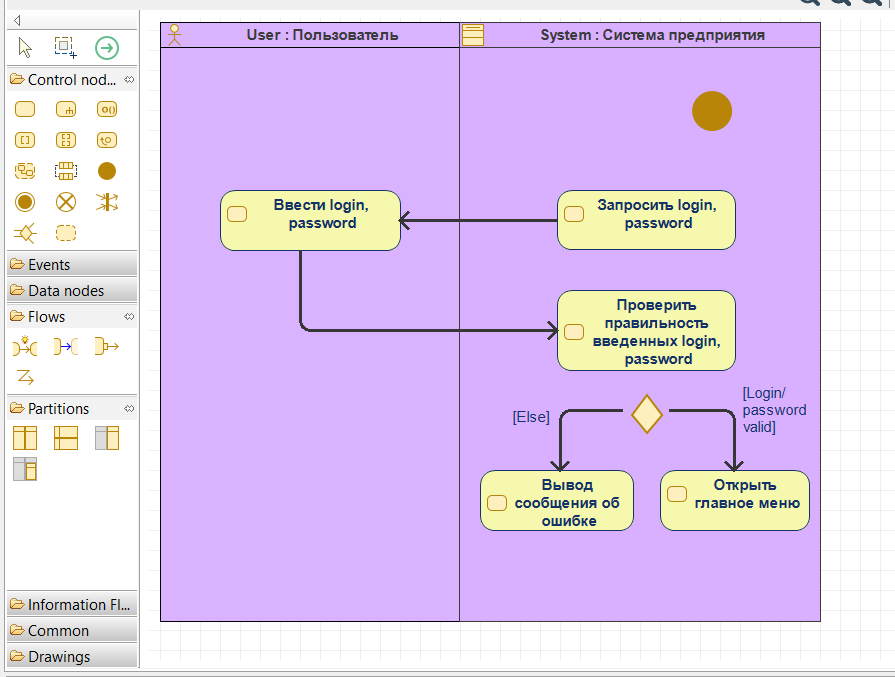 Control nod...
Events
Data nodes
Flows
Partitions
Information Fl...
Common
Drawings
User : Пользователь
System : Система предприятия
Ввести login,
password
Запросить login,
password
Проверить
правильность
введенных login,
password
[Else]
[Login/
password
valid]
Вывод
сообщения об
ошибке
Открыть
главное меню